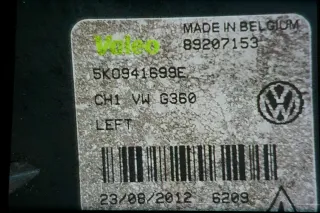 MADE IN BELGIUM
Valeo 89207153
5K0941699E
CH1 VW G360
LEFT
23/08/2012 6209